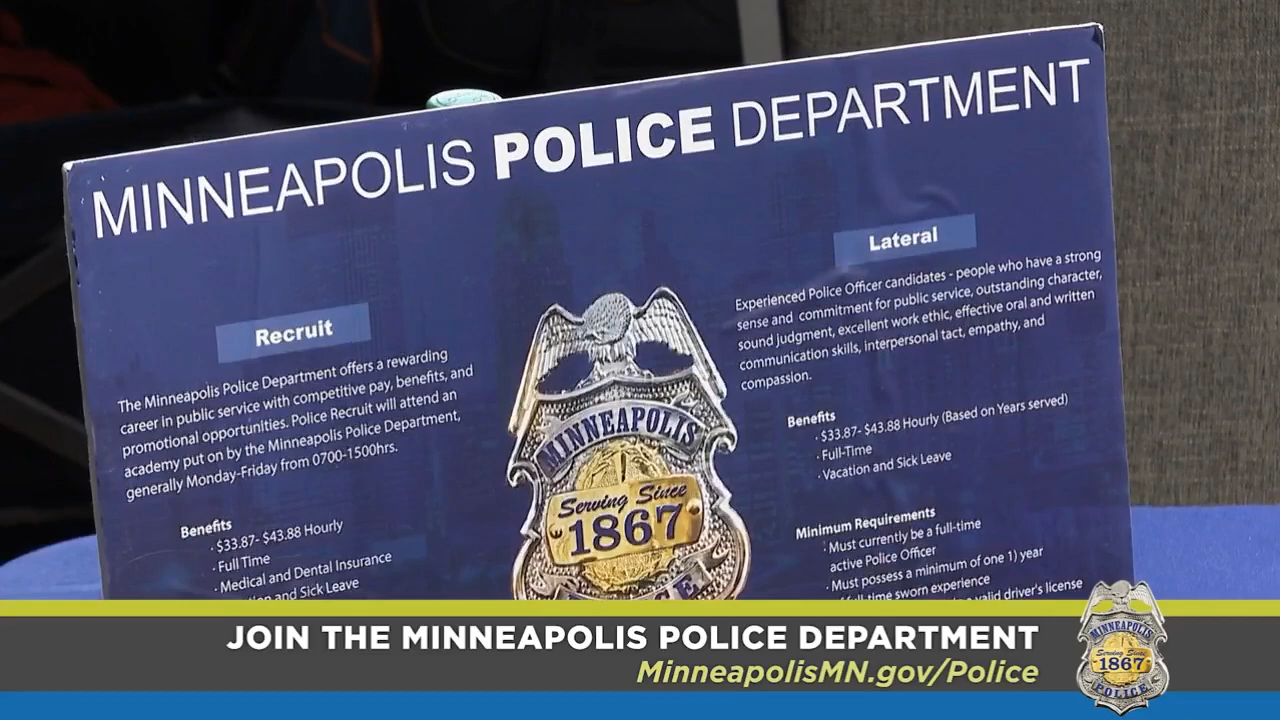 MINNEAPOLIS POLICE DEPARTMENT
Recruit
The Minneapolis Police Department offers a rewarding
career in public service with competitive pay, benefits, and
promotional opportunities. Police Recruit will attend an
academy put on by the Minneapolis Police Department,
generally Monday-Friday from 0700-1500hrs.
Benefits
· $33.87- $43.88 Hourly
· Full Time
· Medical and Dental Insurance
and Sick Leave
MINNEAPOLIS
Serving Since
1867
Lateral
Experienced Police Officer candidates - people who have a strong
sense and commitment for public service, outstanding character,
sound judgment, excellent work ethic, effective oral and written
communication skills, interpersonal tact, empathy, and
compassion.
Benefits
· $33.87- $43.88 Hourly (Based on Years served)
· Full-Time
· Vacation and Sick Leave
Minimum Requirements
· Must currently be a full-time
active Police Officer
· Must possess a minimum of one 1) year
full-time sworn experience
valid driver's license
JOIN THE MINNEAPOLIS POLICE DEPARTMENT
MinneapolisMN.gov/Police
MINNEAPOLIS
Serving Since
1867
POLICE